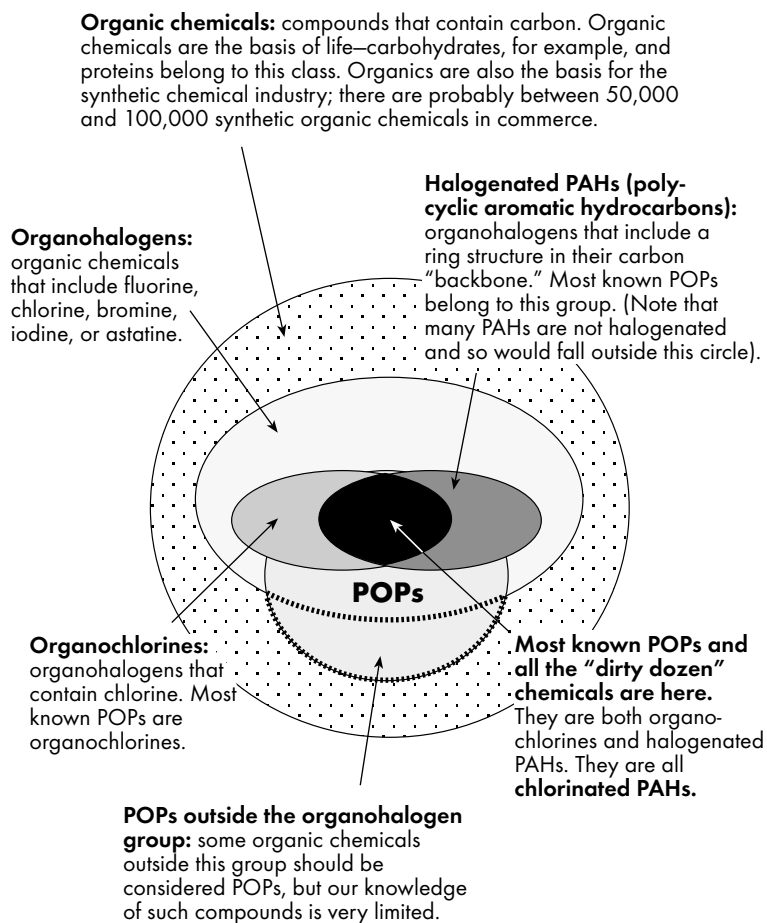 Organic chemicals: compounds that contain carbon. Organic
chemicals are the basis of life—carbohydrates, for example, and
proteins belong to this class. Organics are also the basis for the
synthetic chemical industry; there are probably between 50,000
and 100,000 synthetic organic chemicals in commerce.
Halogenated PAHs (poly-
cyclic aromatic hydrocarbons):
organohalogens that include a
ring structure in their carbon
“backbone.” Most known POPs
belong to this group. (Note that
many PAHs are not halogenated
and so would fall outside this circle).
Organohalogens:
organic chemicals
that include fluorine,
chlorine, bromine,
iodine, or astatine.
POPs
Organochlorines:
organohalogens that
contain chlorine. Most
known POPs are
organochlorines.
Most known POPs and
all the “dirty dozen”
chemicals are here.
They are both organo-
chlorines and halogenated
PAHs. They are all
chlorinated PAHs.
POPs outside the organohalogen
group: some organic chemicals
outside this group should be
considered POPs, but our knowledge
of such compounds is very limited.